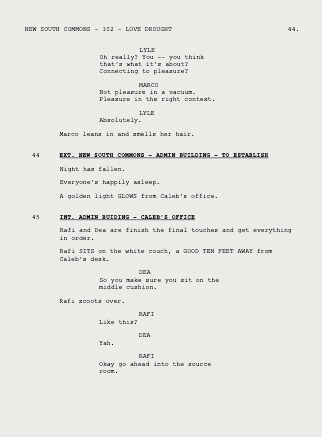 NEW SOUTH COMMONS - 102 - LOVE DROUGHT 44.
LYLE
Oh really? You -- you think
that's what it's about?
Connecting to pleasure?
MARCO
Not pleasure in a vacuum.
Pleasure in the right context.
LYLE
Absolutely.
Marco leans in and smells her hair.
44 EXT. NEW SOUTH COMMONS - ADMIN BUILDING - TO ESTABLISH
Night has fallen.
Everyone's happily asleep.
A golden light GLOWS from Caleb's office.
45 INT. ADMIN BUIDING - CALEB'S OFFICE
Rafi and Dea are finish the final touches and get everything
in order.
Rafi SITS on the white couch, a GOOD TEN FEET AWAY from
Caleb's desk.
DEA
So you make sure you sit on the
middle cushion.
Rafi scoots over.
RAFI
Like this?
DEA
Yah.
RAFI
Okay go ahead into the source
room.